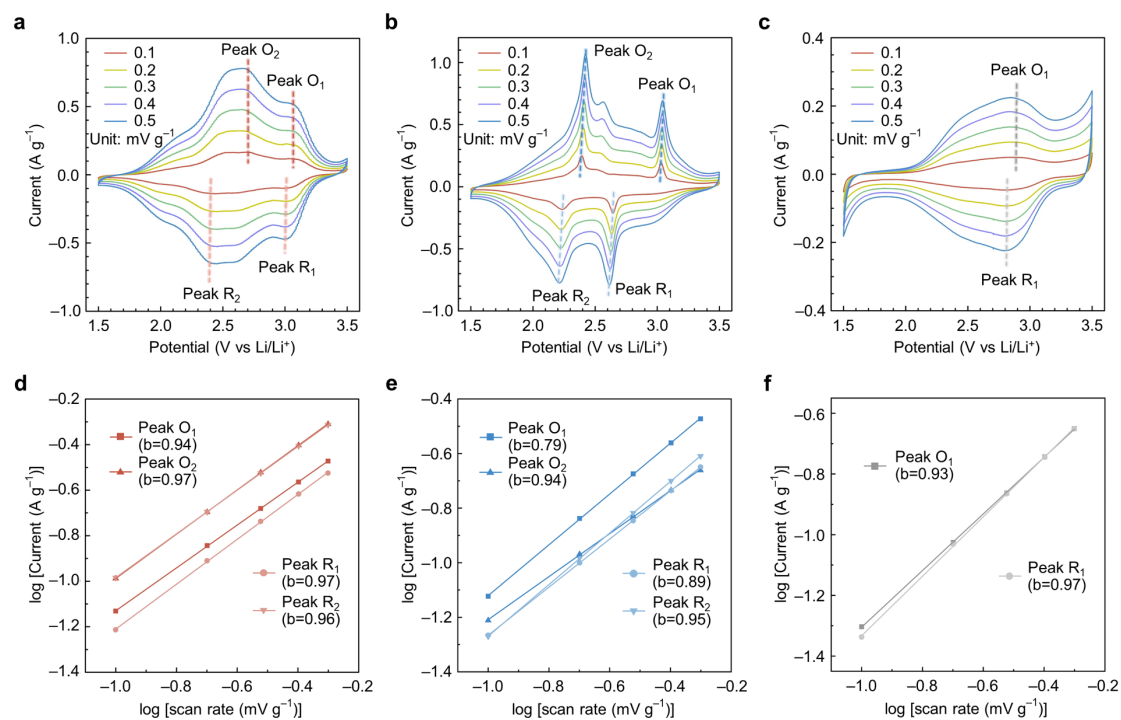 a
Current (A g⁻¹)
1.0
0.5
0.0
−0.5
−1.0
0.1
0.2
0.3
0.4
0.5
Unit: mV g⁻¹
Peak O₂
Peak O₁
Peak R₁
Peak R₂
1.5 2.0 2.5 3.0 3.5
Potential (V vs Li/Li⁺)
b
Current (A g⁻¹)
1.0
0.5
0.0
−0.5
−1.0
0.1
0.2
0.3
0.4
0.5
Unit: mV g⁻¹
Peak O₂
Peak O₁
Peak R₂
Peak R₁
1.5 2.0 2.5 3.0 3.5
Potential (V vs Li/Li⁺)
c
Current (A g⁻¹)
0.4
0.2
0.0
−0.2
−0.4
0.1
0.2
0.3
0.4
0.5
Unit: mV g⁻¹
Peak O₁
Peak R₁
1.5 2.0 2.5 3.0 3.5
Potential (V vs Li/Li⁺)
d
log [Current (A g⁻¹)]
−0.2
−0.4
−0.6
−0.8
−1.0
−1.2
−1.4
Peak O₁
(b=0.94)
Peak O₂
(b=0.97)
Peak R₁
(b=0.97)
Peak R₂
(b=0.96)
−1.0 −0.8 −0.6 −0.4 −0.2
log [scan rate (mV g⁻¹)]
e
log [Current (A g⁻¹)]
−0.4
−0.6
−0.8
−1.0
−1.2
−1.4
Peak O₁
(b=0.79)
Peak O₂
(b=0.94)
Peak R₁
(b=0.89)
Peak R₂
(b=0.95)
−1.0 −0.8 −0.6 −0.4 −0.2
log [scan rate (mV g⁻¹)]
f
log [Current (A g⁻¹)]
−0.6
−0.8
−1.0
−1.2
−1.4
Peak O₁
(b=0.93)
Peak R₁
(b=0.97)
−1.0 −0.8 −0.6 −0.4 −0.2
log [scan rate (mV g⁻¹)]